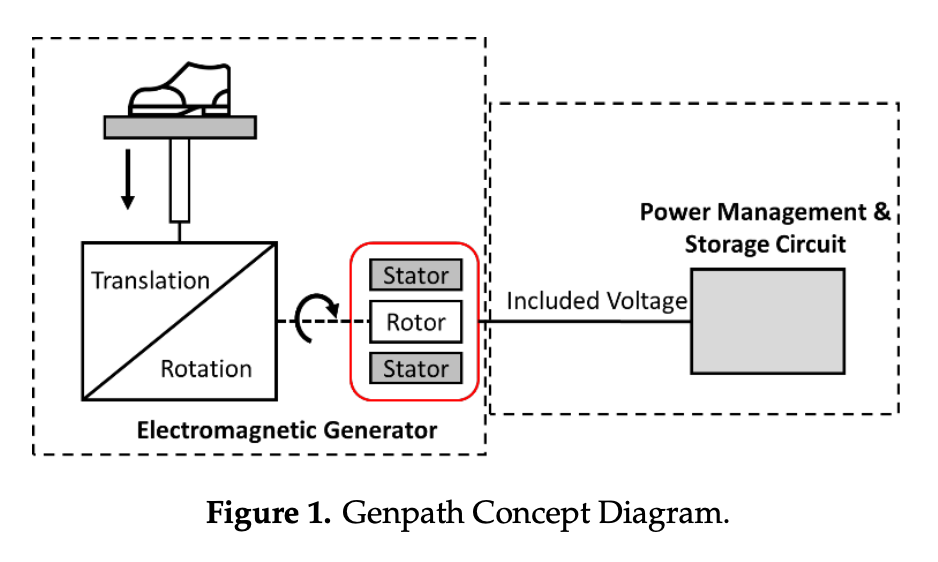 Power Management &
Storage Circuit
Translation
Rotation
Stator
Rotor
Stator
Included Voltage
Electromagnetic Generator
Figure 1. Genpath Concept Diagram.